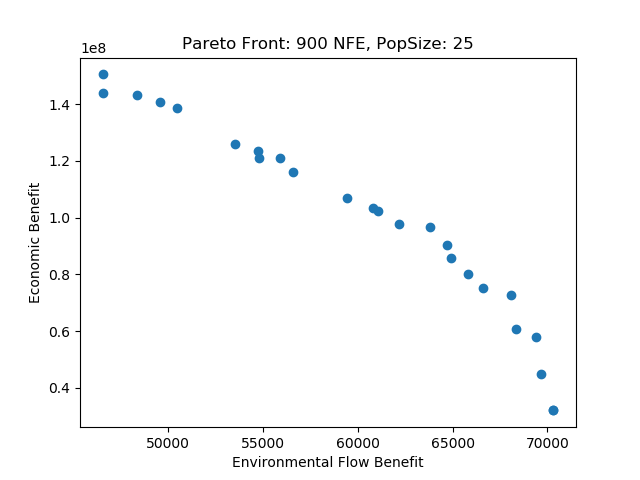 Pareto Front: 900 NFE, PopSize: 25
1e8
1.4
1.2
1.0
0.8
0.6
0.4
Economic Benefit
50000 55000 60000 65000 70000
Environmental Flow Benefit